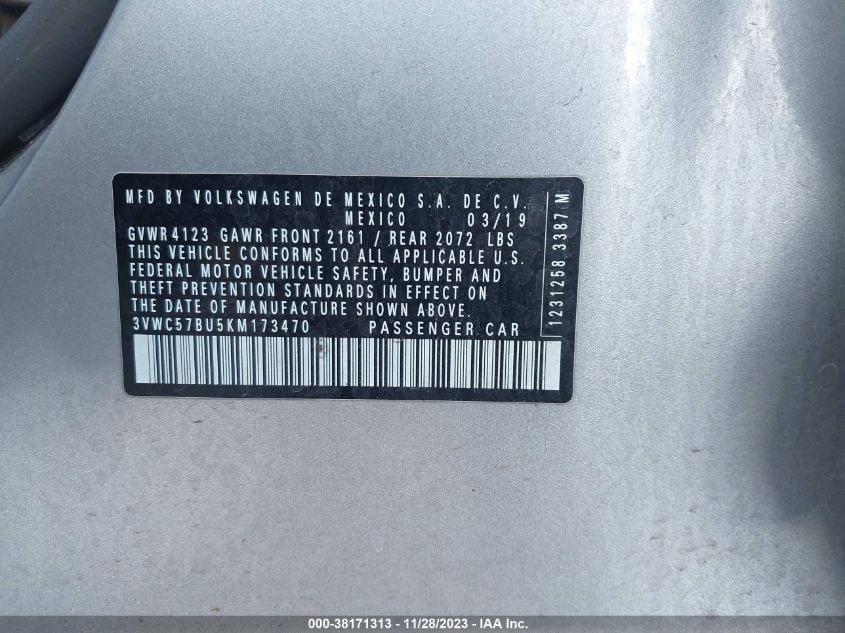 MFD BY VOLKSWAGEN DE MEXICO S.A. DE C.V.
MEXICO 03/19
GVWR 4123 GAWR FRONT 2161 / REAR 2072 LBS
THIS VEHICLE CONFORMS TO ALL APPLICABLE U.S.
FEDERAL MOTOR VEHICLE SAFETY, BUMPER AND
THEFT PREVENTION STANDARDS IN EFFECT ON
THE DATE OF MANUFACTURE SHOWN ABOVE.
3VWC57BU5KM173470 PASSENGER CAR
1231258 3387 M
000-38171313 - 11/28/2023 - IAA Inc.